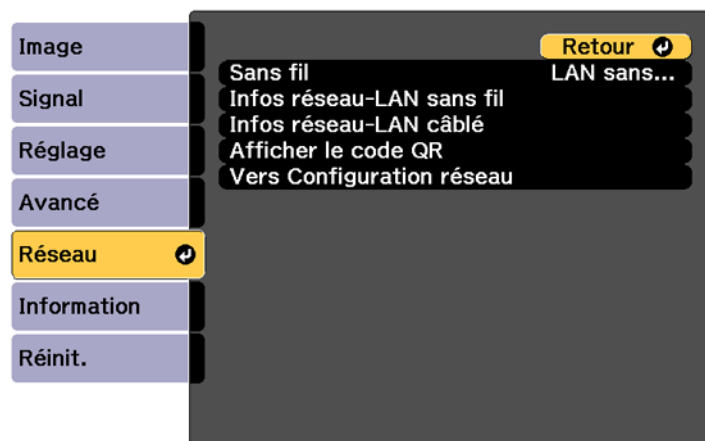 Image
Signal
Réglage
Avancé
Réseau
Information
Réinit.
Retour
Sans fil LAN sans...
Infos réseau-LAN sans fil
Infos réseau-LAN câblé
Afficher le code QR
Vers Configuration réseau